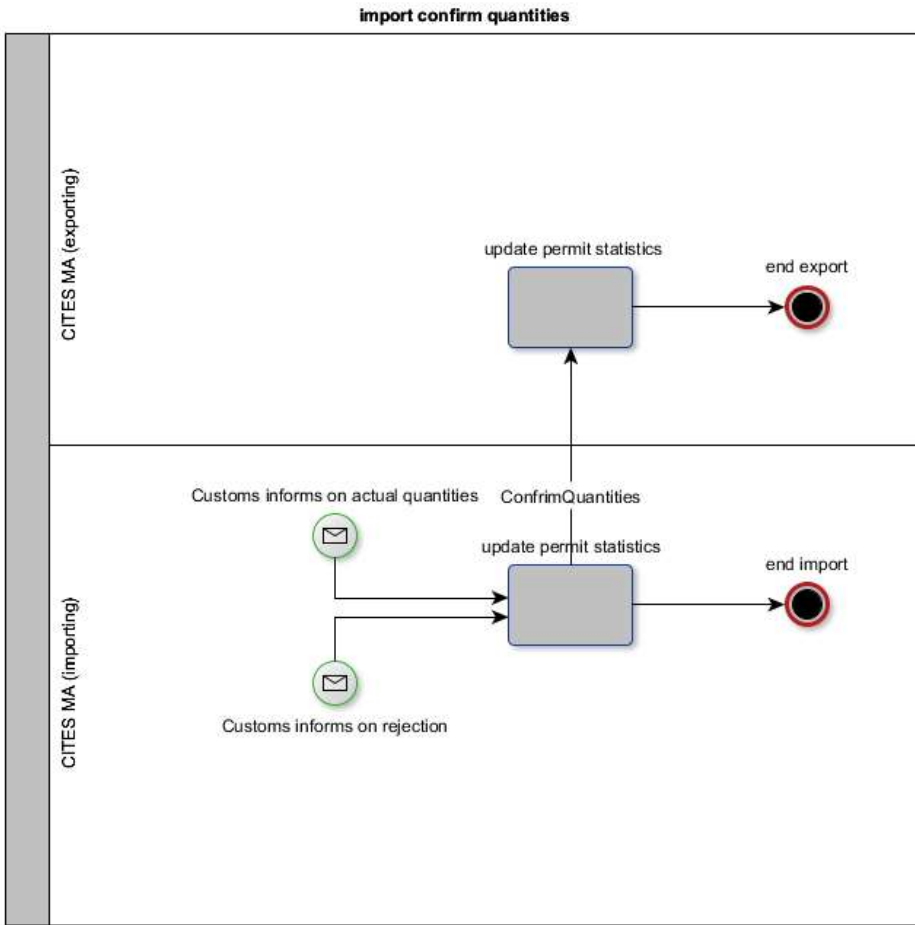 import confirm quantities
CITES MA (exporting)
update permit statistics
end export
Customs informs on actual quantities
ConfrimQuantities
update permit statistics
end import
CITES MA (importing)
Customs informs on rejection